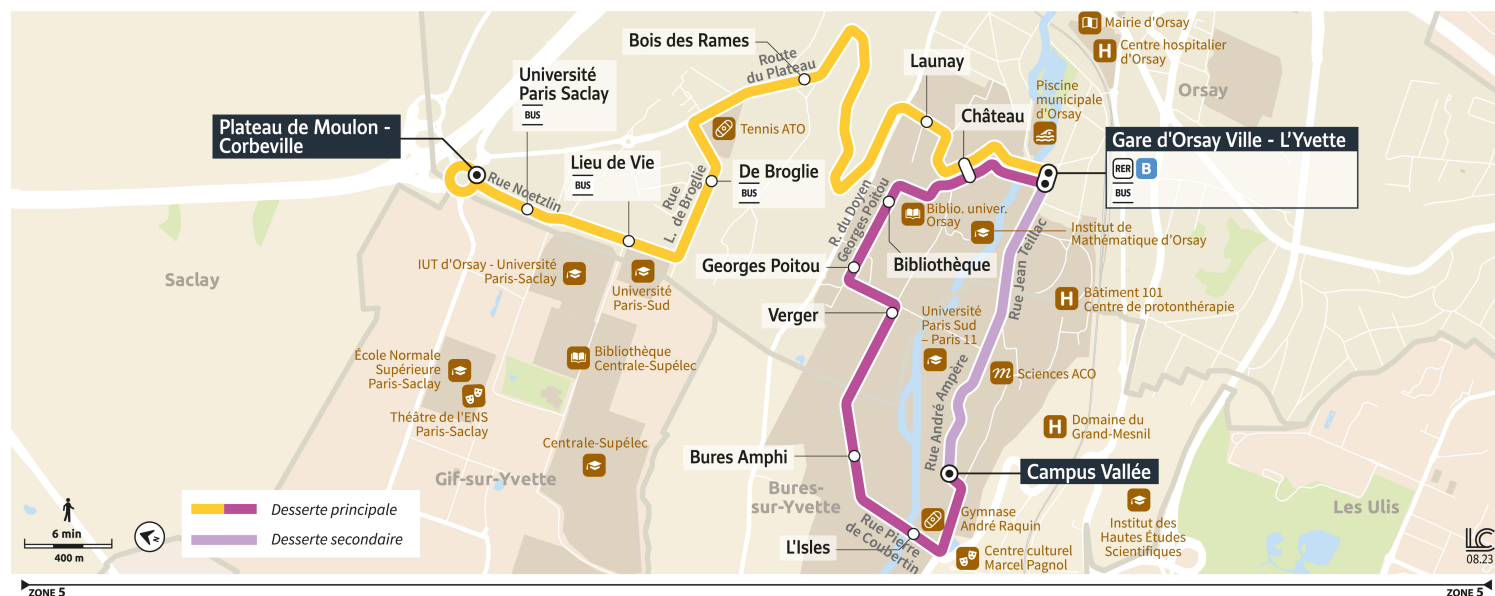 Mairie d'Orsay
Centre hospitalier
d'Orsay
Bois des Rames
Route
du Plateau
Launay
Orsay
Université
Paris Saclay
BUS
Piscine
municipale
d'Orsay
Château
Plateau de Moulon -
Corbeville
Tennis ATO
Gare d'Orsay Ville - L'Yvette
RER B
BUS
Lieu de Vie
BUS
De Broglie
BUS
Rue Noetzlin
Rue
L. de Broglie
R. du Doyen
Georges Poitou
Biblio. univer.
Orsay
Institut de
Mathématique d'Orsay
Rue Jean Teillac
Saclay
IUT d'Orsay - Université
Paris-Saclay
Université
Paris-Sud
Georges Poitou
Bibliothèque
Bâtiment 101
Centre de protonthérapie
Verger
Université
Paris Sud
– Paris 11
École Normale
Supérieure
Paris-Saclay
Bibliothèque
Centrale-Supélec
Sciences ACO
Rue André Ampère
Théâtre de l'ENS
Paris-Saclay
Domaine du
Grand-Mesnil
Centrale-Supélec
Bures Amphi
Campus Vallée
Gif-sur-Yvette
Bures-
sur-Yvette
Les Ulis
Desserte principale
Desserte secondaire
Gymnase
André Raquin
Rue Pierre
de Coubertin
Institut des
Hautes Études
Scientifiques
L'Isles
Centre culturel
Marcel Pagnol
6 min
400 m
N
LC
08.23
ZONE 5
ZONE 5